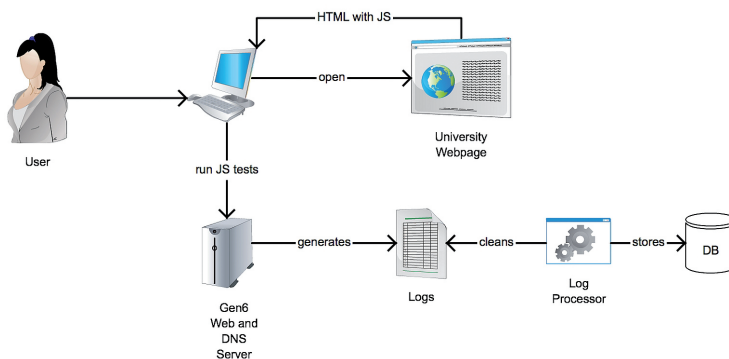 HTML with JS
open
User
University
Webpage
run JS tests
generates
cleans
stores
DB
Logs
Log
Processor
Gen6
Web and
DNS
Server